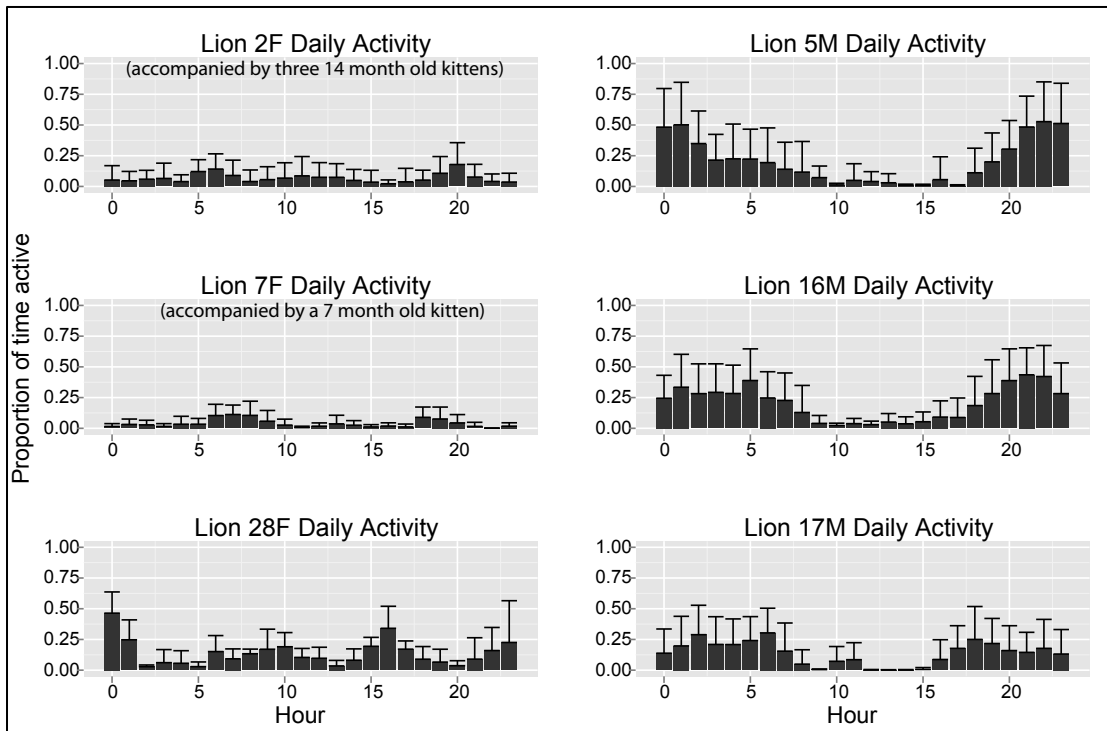 Lion 2F Daily Activity
(accompanied by three 14 month old kittens)
1.00
0.75
0.50
0.25
0.00
0 5 10 15 20
Lion 5M Daily Activity
1.00
0.75
0.50
0.25
0.00
0 5 10 15 20
Proportion of time active
Lion 7F Daily Activity
(accompanied by a 7 month old kitten)
1.00
0.75
0.50
0.25
0.00
0 5 10 15 20
Lion 16M Daily Activity
1.00
0.75
0.50
0.25
0.00
0 5 10 15 20
Lion 28F Daily Activity
1.00
0.75
0.50
0.25
0.00
0 5 10 15 20
Hour
Lion 17M Daily Activity
1.00
0.75
0.50
0.25
0.00
0 5 10 15 20
Hour